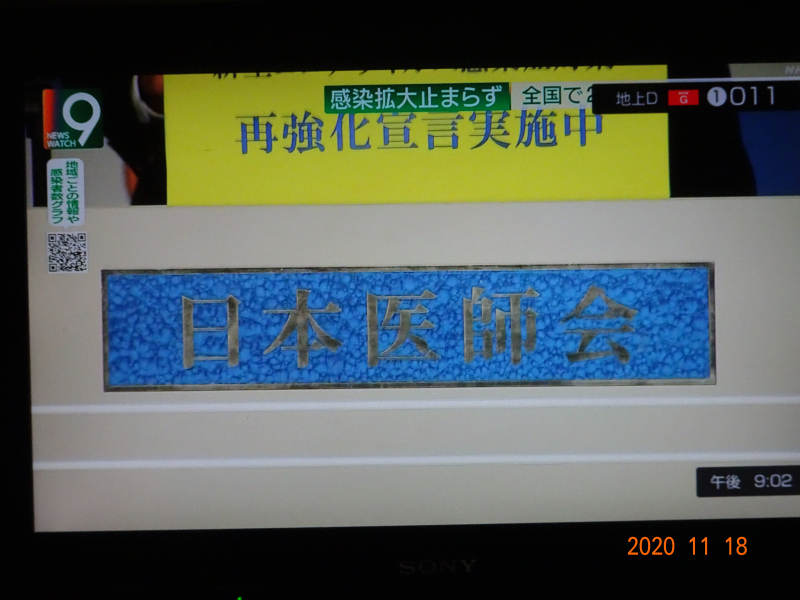 感染拡大止まらず 全国で2
地上D G 1 011
9
NEWS
WATCH
再強化宣言実施中
地域ごとの情報や
感染者数グラフ
日本医師会
午後 9:02
SONY
2020 11 18